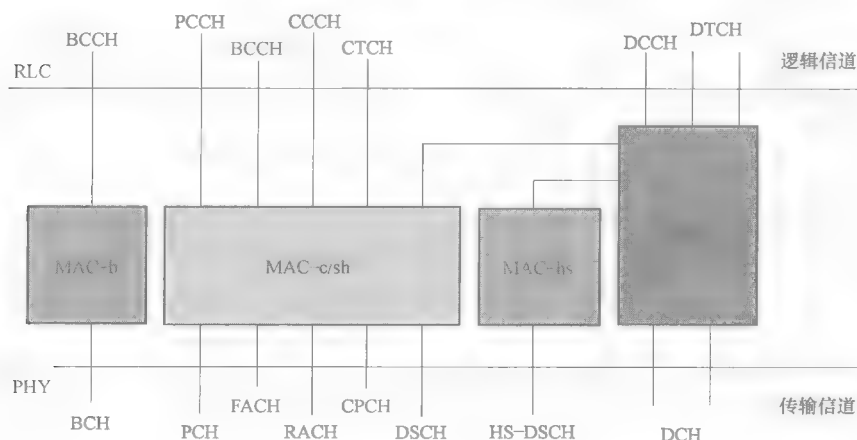 PCCH CCCH DTCH
BCCH BCCH CTCH DCCH
RLC 逻辑信道
MAC-b MAC-c/sh MAC-hs
PHY
FACH CPCH 传输信道
BCH PCH RACH DSCH HS-DSCH DCH